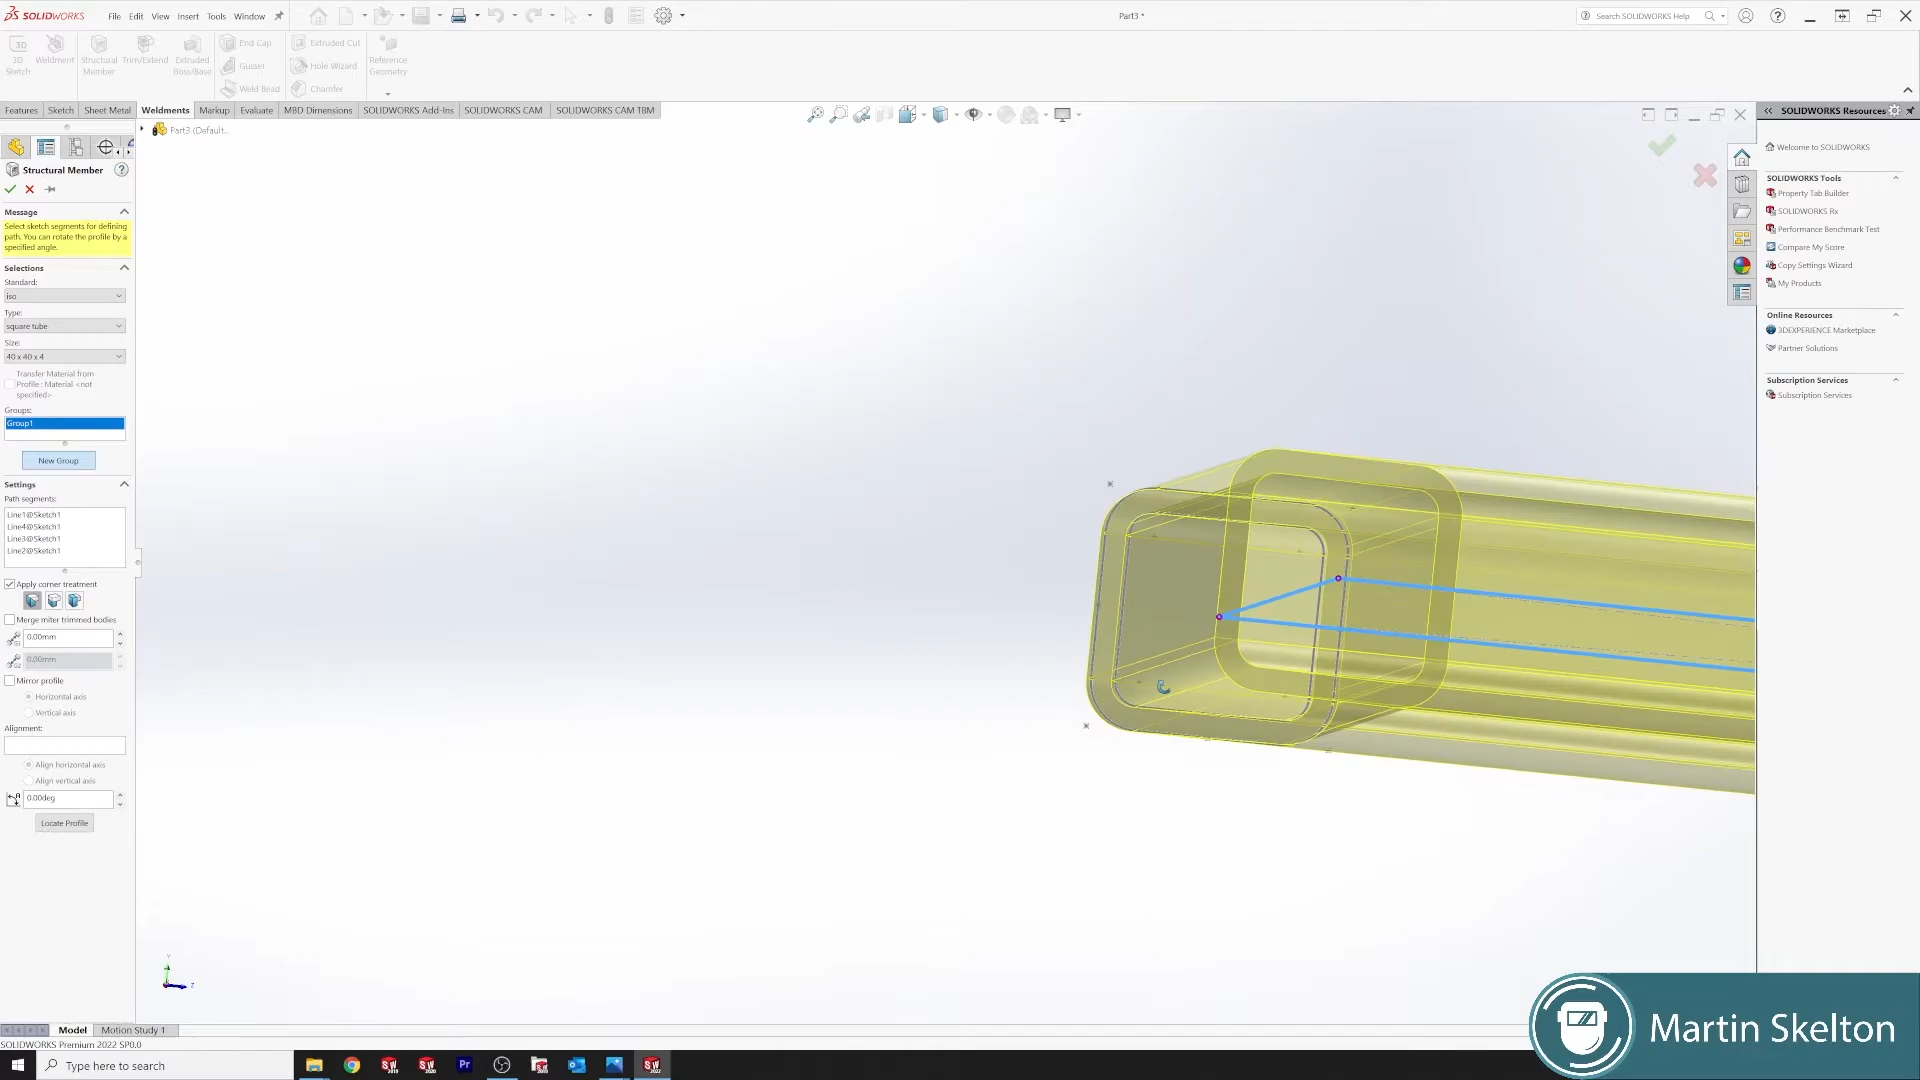 SOLIDWORKS
File Edit View Insert Tools Window
Part3 *
Search SOLIDWORKS Help
3D Sketch
Weldment
Structural Member
Trim/Extend
Extruded Boss/Base
End Cap
Gusset
Weld Bead
Extruded Cut
Hole Wizard
Chamfer
Reference Geometry
Features Sketch Sheet Metal Weldments Markup Evaluate MBD Dimensions SOLIDWORKS Add-Ins SOLIDWORKS CAM SOLIDWORKS CAM TBM
Part3 (Default...
Structural Member
Message
Select sketch segments for defining
path. You can rotate the profile by a
specified angle.
Selections
Standard:
iso
Type:
square tube
Size:
40 x 40 x 4
Transfer Material from
Profile : Material <not
specified>
Groups:
Group1
New Group
Settings
Path segments:
Line1@Sketch1
Line4@Sketch1
Line3@Sketch1
Line2@Sketch1
Apply corner treatment
Merge miter trimmed bodies
0.00mm
0.00mm
Mirror profile
Horizontal axis
Vertical axis
Alignment:
Align horizontal axis
Align vertical axis
0.00deg
Locate Profile
Y
Z
SOLIDWORKS Resources
Welcome to SOLIDWORKS
SOLIDWORKS Tools
Property Tab Builder
SOLIDWORKS Rx
Performance Benchmark Test
Compare My Score
Copy Settings Wizard
My Products
Online Resources
3DEXPERIENCE Marketplace
Partner Solutions
Subscription Services
Subscription Services
Model Motion Study 1
SOLIDWORKS Premium 2022 SP0.0
Type here to search
Martin Skelton